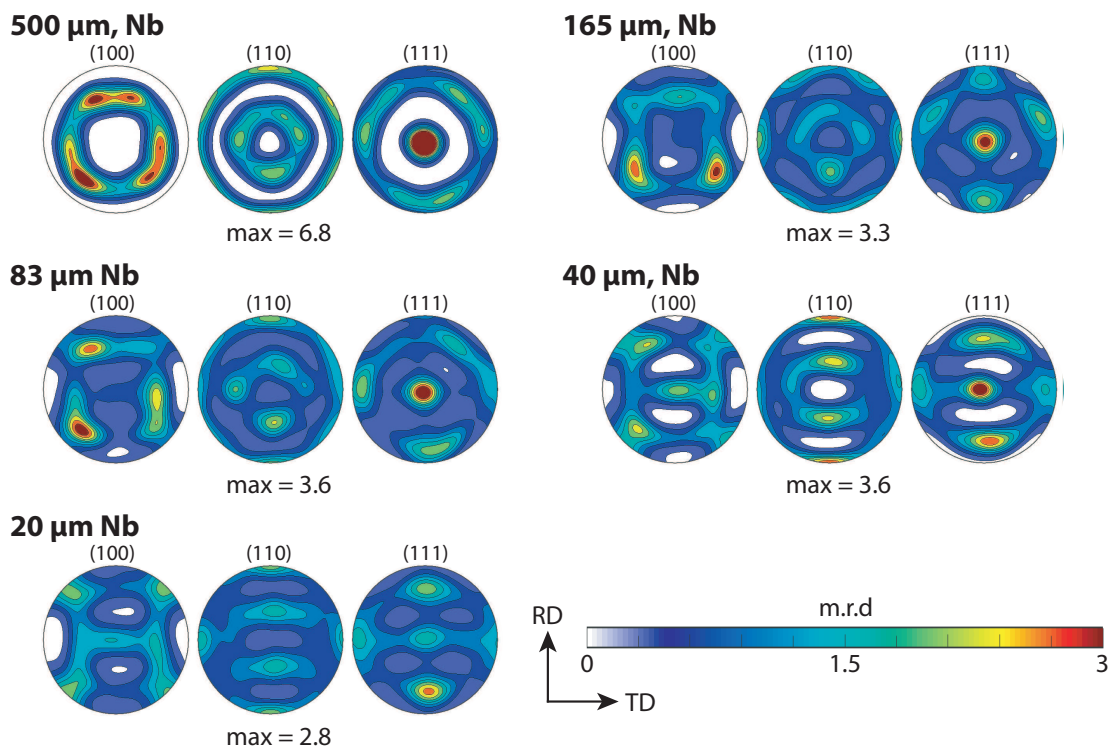 500 µm, Nb
(100) (110) (111)
max = 6.8
165 µm, Nb
(100) (110) (111)
max = 3.3
83 µm Nb
(100) (110) (111)
max = 3.6
40 µm, Nb
(100) (110) (111)
max = 3.6
20 µm Nb
(100) (110) (111)
max = 2.8
RD
TD
m.r.d
0 1.5 3